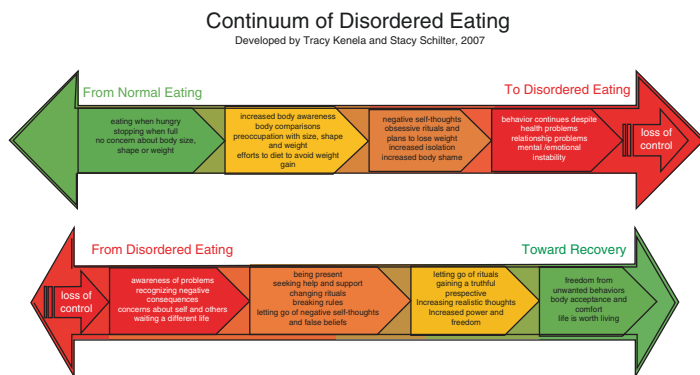 Continuum of Disordered Eating
Developed by Tracy Kenela and Stacy Schilter, 2007
From Normal Eating
To Disordered Eating
eating when hungry
stopping when full
no concern about body size,
shape or weight
increased body awareness
body comparisons
preoccupation with size, shape
and weight
efforts to diet to avoid weight
gain
negative self-thoughts
obsessive rituals and
plans to lose weight
increased isolation
increased body shame
behavior continues despite
health problems
relationship problems
mental /emotional
instability
loss of
control
From Disordered Eating
Toward Recovery
loss of
control
awareness of problems
recognizing negative
consequences
concerns about self and others
waiting a different life
being present
seeking help and support
changing rituals
breaking rules
letting go of negative self-thoughts
and false beliefs
letting go of rituals
gaining a truthful
prespective
Increasing realistic thoughts
Increased power and
freedom
freedom from
unwanted behaviors
body acceptance and
comfort
life is worth living